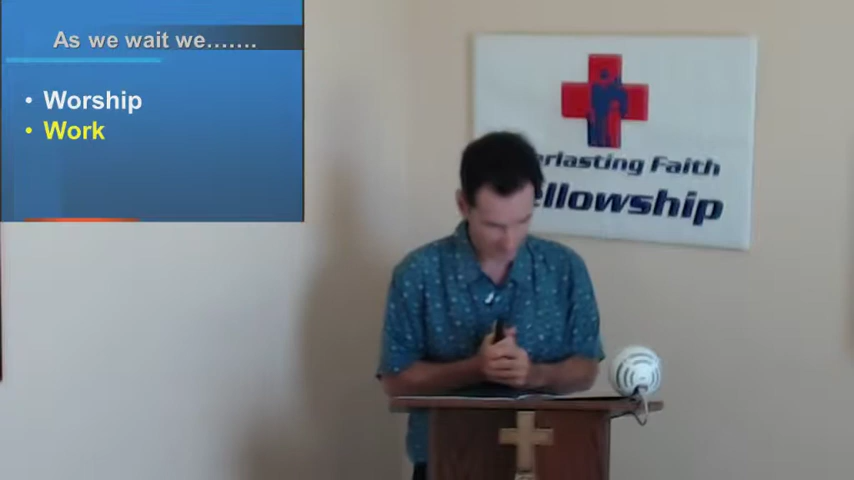 As we wait we.......
• Worship
• Work
erlasting Faith
ellowship